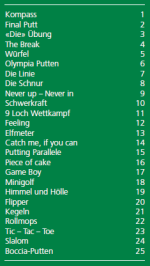 Kompass 1
Final Putt 2
«Die» Übung 3
The Break 4
Würfel 5
Olympia Putten 6
Die Linie 7
Die Schnur 8
Never up – Never in 9
Schwerkraft 10
9 Loch Wettkampf 11
Feeling 12
Elfmeter 13
Catch me, if you can 14
Putting Parallele 15
Piece of cake 16
Game Boy 17
Minigolf 18
Himmel und Hölle 19
Flipper 20
Kegeln 21
Rollmops 22
Tic – Tac – Toe 23
Slalom 24
Boccia-Putten 25